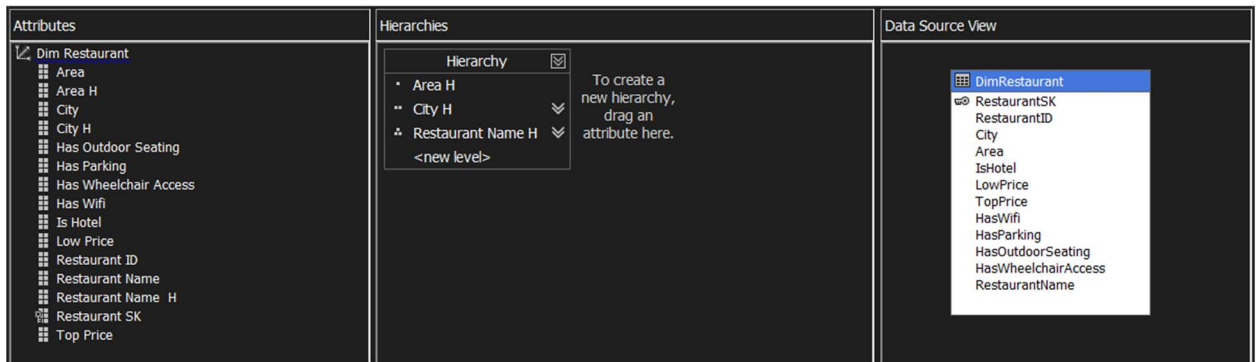 Attributes
Dim Restaurant
Area
Area H
City
City H
Has Outdoor Seating
Has Parking
Has Wheelchair Access
Has Wifi
Is Hotel
Low Price
Restaurant ID
Restaurant Name
Restaurant Name  H
Restaurant SK
Top Price
Hierarchies
Hierarchy
Area H
City H
Restaurant Name H
<new level>
To create a
new hierarchy,
drag an
attribute here.
Data Source View
DimRestaurant
RestaurantSK
RestaurantID
City
Area
IsHotel
LowPrice
TopPrice
HasWifi
HasParking
HasOutdoorSeating
HasWheelchairAccess
RestaurantName